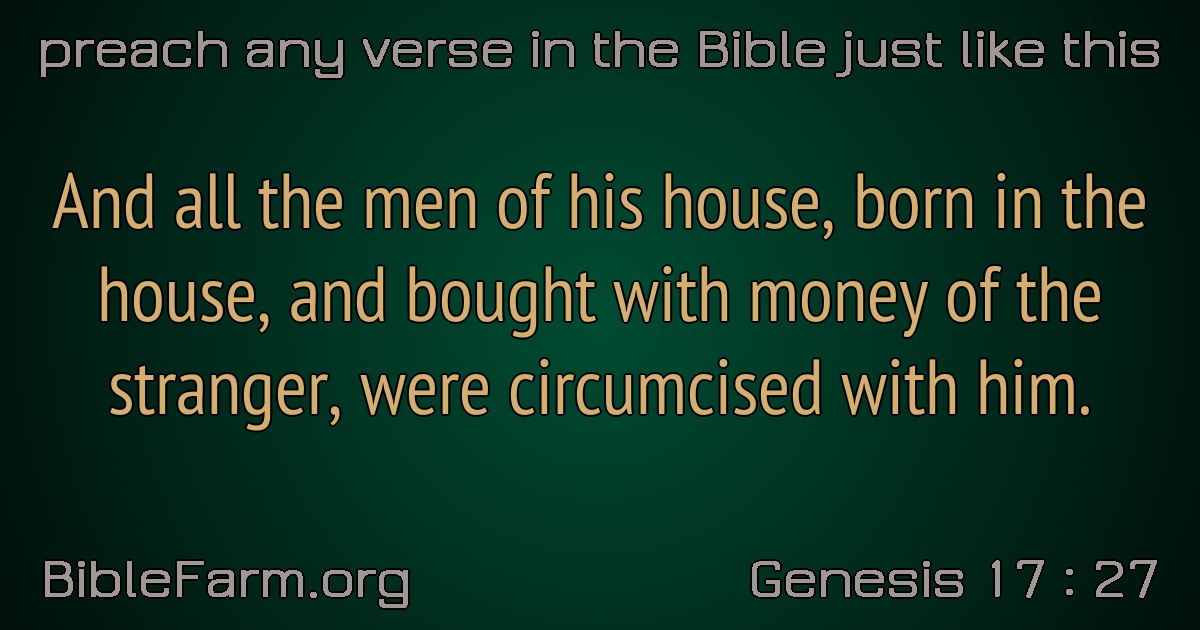 preach any verse in the Bible just like this
And all the men of his house, born in the
house, and bought with money of the
stranger, were circumcised with him.
BibleFarm.org
Genesis 17 : 27